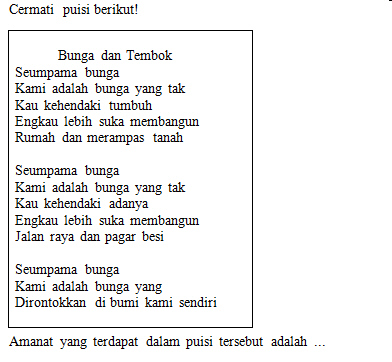 Cermati puisi berikut!
Bunga dan Tembok
Seumpama bunga
Kami adalah bunga yang tak
Kau kehendaki tumbuh
Engkau lebih suka membangun
Rumah dan merampas tanah
Seumpama bunga
Kami adalah bunga yang tak
Kau kehendaki adanya
Engkau lebih suka membangun
Jalan raya dan pagar besi
Seumpama bunga
Kami adalah bunga yang
Dirontokkan di bumi kami sendiri
Amanat yang terdapat dalam puisi tersebut adalah ...